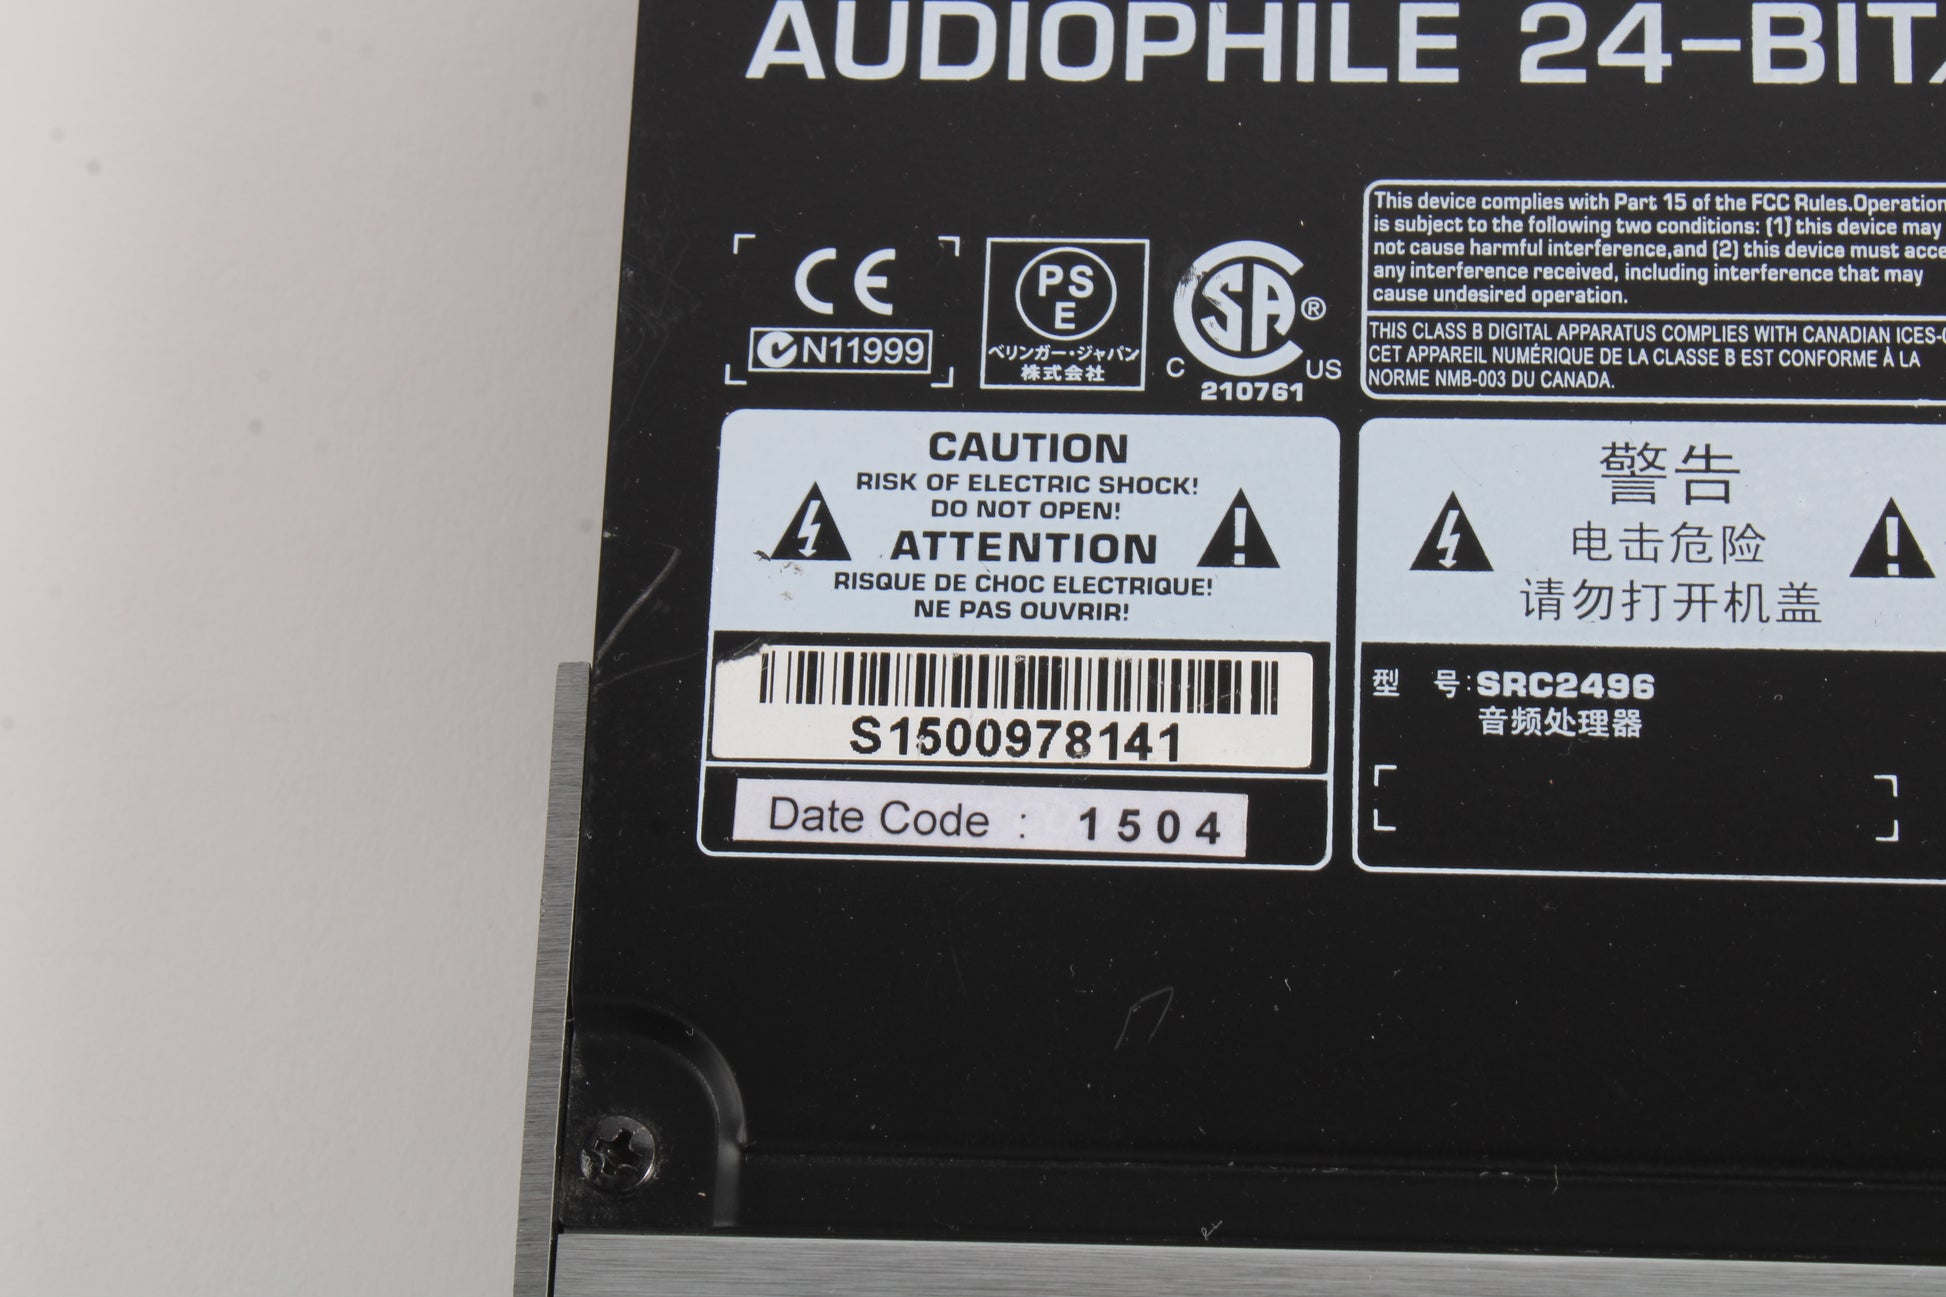 AUDIOPHILE 24-BIT
This device complies with Part 15 of the FCC Rules.Operation
is subject to the following two conditions: (1) this device may
not cause harmful interference,and (2) this device must acce
any interference received, including interference that may
cause undesired operation.
THIS CLASS B DIGITAL APPARATUS COMPLIES WITH CANADIAN ICES-0
CET APPAREIL NUMÉRIQUE DE LA CLASSE B EST CONFORME À LA
NORME NMB-003 DU CANADA.
CE
N11999
PS
E
ベリンガー・ジャパン
株式会社
SA®
C US
210761
CAUTION
RISK OF ELECTRIC SHOCK!
DO NOT OPEN!
ATTENTION
RISQUE DE CHOC ELECTRIQUE!
NE PAS OUVRIR!
S1500978141
Date Code : 1504
警告
电击危险
请勿打开机盖
型 号:SRC2496
音频处理器